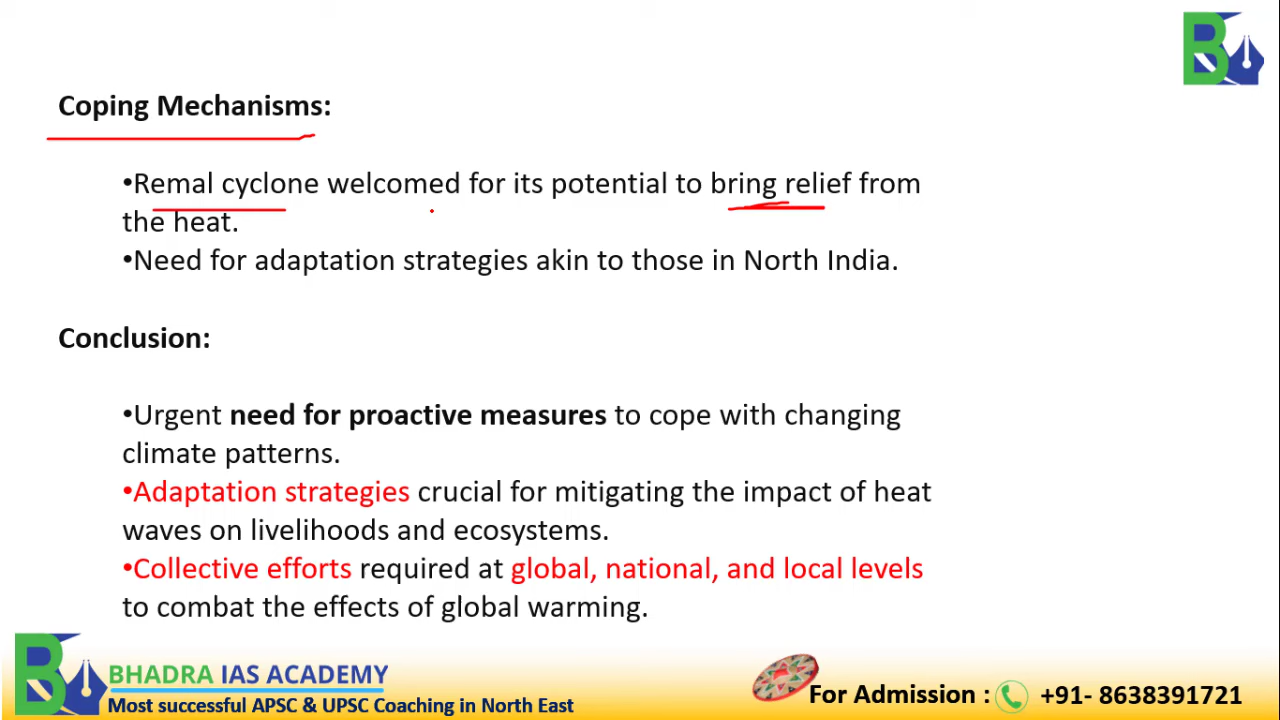 Coping Mechanisms:
•Remal cyclone welcomed for its potential to bring relief from
the heat.
•Need for adaptation strategies akin to those in North India.
Conclusion:
•Urgent need for proactive measures to cope with changing
climate patterns.
•Adaptation strategies crucial for mitigating the impact of heat
waves on livelihoods and ecosystems.
•Collective efforts required at global, national, and local levels
to combat the effects of global warming.
BHADRA IAS ACADEMY
Most successful APSC & UPSC Coaching in North East
For Admission : +91- 8638391721